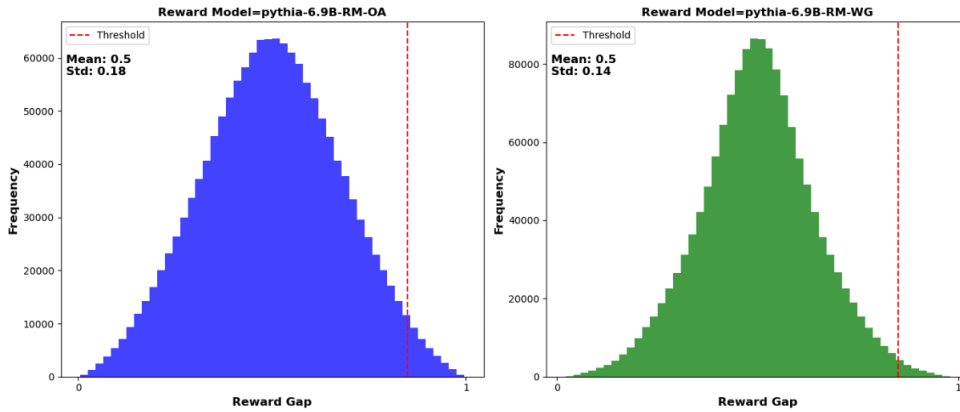 Reward Model=pythia-6.9B-RM-OA
Threshold
Mean: 0.5
Std: 0.18
60000
50000
40000
30000
20000
10000
0
Frequency
0 1
Reward Gap
Reward Model=pythia-6.9B-RM-WG
Threshold
Mean: 0.5
Std: 0.14
80000
60000
40000
20000
0
Frequency
0 1
Reward Gap